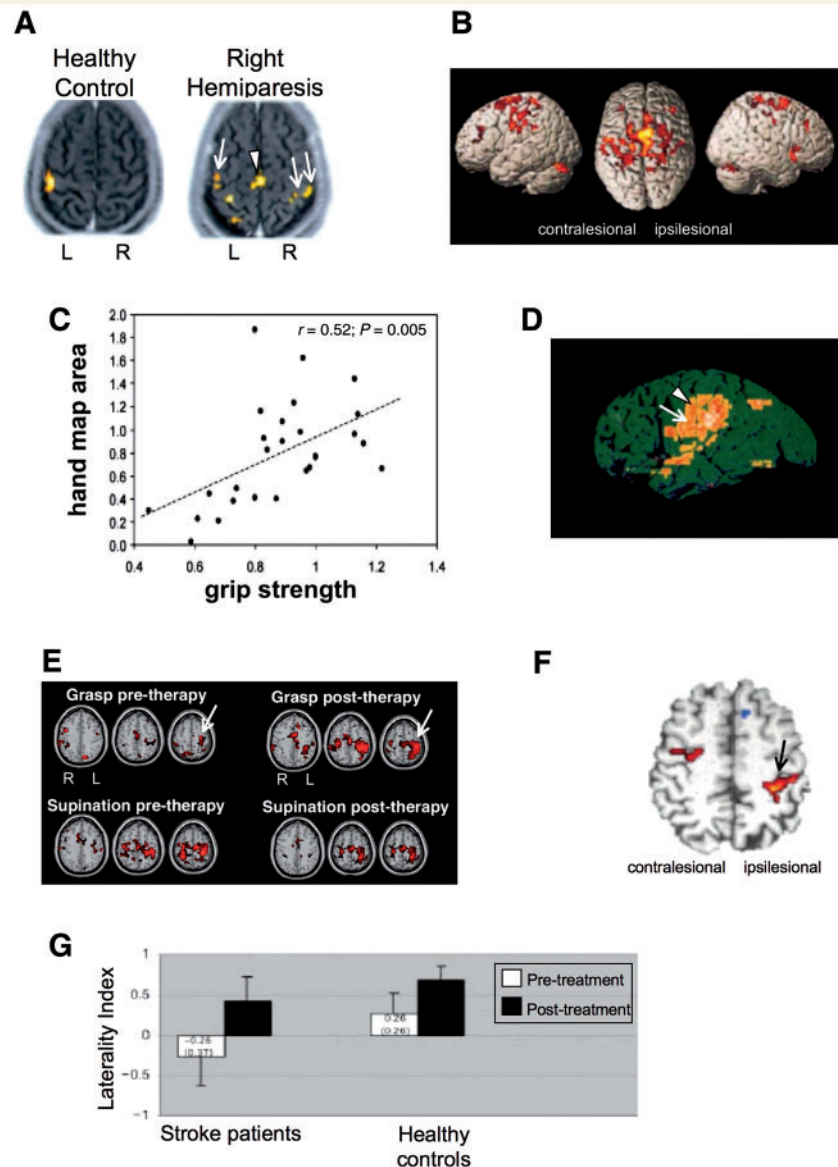 A
Healthy
Control
Right
Hemiparesis
L R
L R
B
contralesional ipsilesional
C
r = 0.52; P = 0.005
hand map area
2.0
1.8
1.6
1.4
1.2
1.0
0.8
0.6
0.4
0.2
0.0
0.4 0.6 0.8 1 1.2 1.4
grip strength
D
E
Grasp pre-therapy
Grasp post-therapy
R L
R L
Supination pre-therapy
Supination post-therapy
F
contralesional ipsilesional
G
Laterality Index
1
0.5
0
−0.5
−1
−0.26
(0.37)
0.26
(0.26)
Pre-treatment
Post-treatment
Stroke patients
Healthy
controls